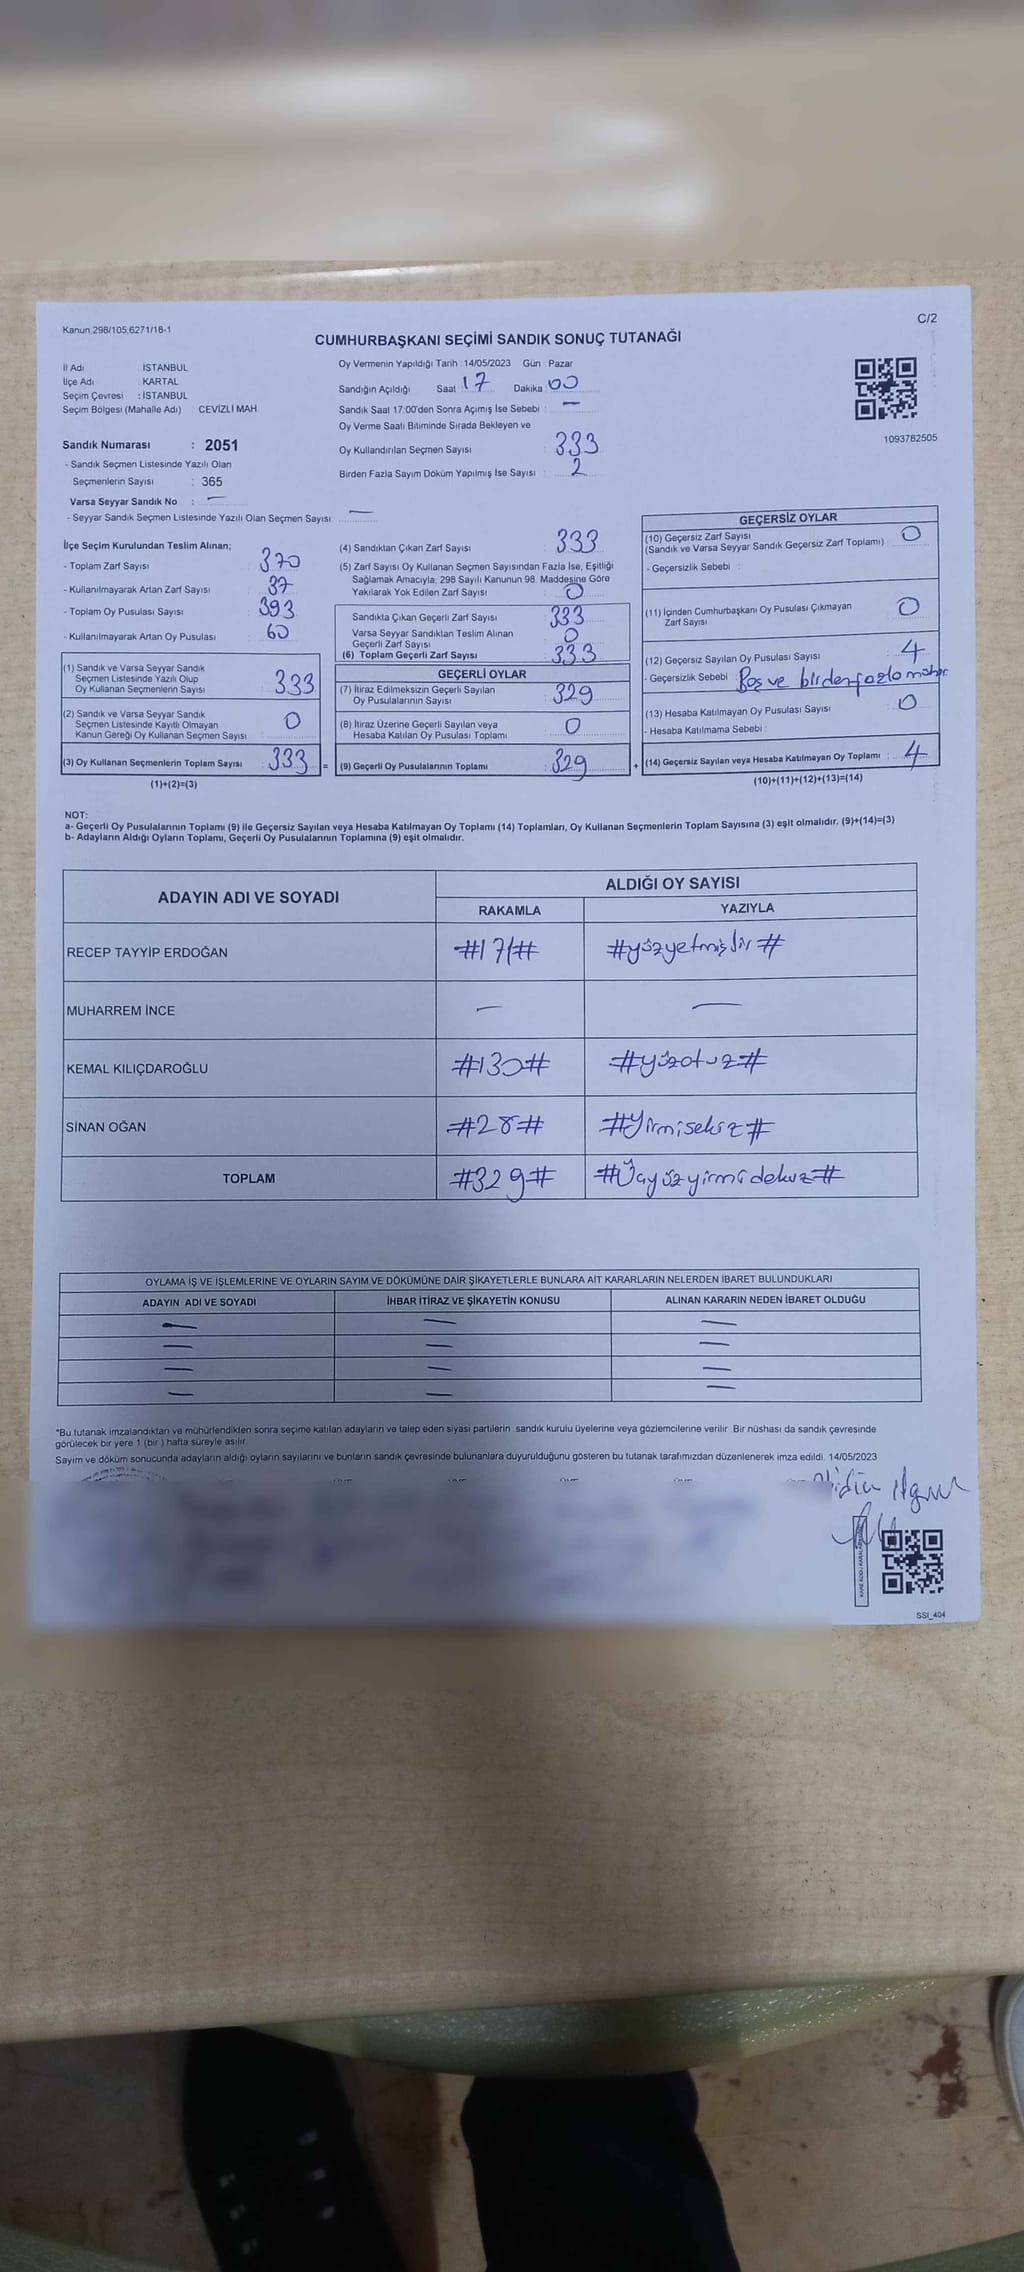 Kanun:298/105,6271/18-1
C/2
CUMHURBAŞKANI SEÇİMİ SANDIK SONUÇ TUTANAĞI
İl Adı İSTANBUL
İlçe Adı KARTAL
Seçim Çevresi : İSTANBUL
Seçim Bölgesi (Mahalle Adı) : CEVİZLİ MAH
Sandık Numarası : 2051
- Sandık Seçmen Listesinde Yazılı Olan
Seçmenlerin Sayısı : 365
Varsa Seyyar Sandık No : —
- Seyyar Sandık Seçmen Listesinde Yazılı Olan Seçmen Sayısı : —
Oy Vermenin Yapıldığı Tarih : 14/05/2023 Gün : Pazar
Sandığın Açıldığı Saat 17 Dakika : 00
Sandık Saat 17:00'den Sonra Açımış İse Sebebi : —
Oy Verme Saati Bitiminde Sırada Bekleyen ve
Oy Kullandırılan Seçmen Sayısı : 333
Birden Fazla Sayım Döküm Yapılmış İse Sayısı : 2
1093782505
İlçe Seçim Kurulundan Teslim Alınan;
- Toplam Zarf Sayısı : 370
- Kullanılmayarak Artan Zarf Sayısı : 37
- Toplam Oy Pusulası Sayısı : 393
- Kullanılmayarak Artan Oy Pusulası : 60
(1) Sandık ve Varsa Seyyar Sandık
Seçmen Listesinde Yazılı Olup
Oy Kullanan Seçmenlerin Sayısı : 333
(2) Sandık ve Varsa Seyyar Sandık
Seçmen Listesinde Kayıtlı Olmayan
Kanun Gereği Oy Kullanan Seçmen Sayısı : 0
(3) Oy Kullanan Seçmenlerin Toplam Sayısı : 333 =
(1)+(2)=(3)
(4) Sandıktan Çıkan Zarf Sayısı : 333
(5) Zarf Sayısı Oy Kullanan Seçmen Sayısından Fazla İse, Eşitliği
Sağlamak Amacıyla, 298 Sayılı Kanunun 98. Maddesine Göre
Yakılarak Yok Edilen Zarf Sayısı : 0
Sandıkta Çıkan Geçerli Zarf Sayısı : 333
Varsa Seyyar Sandıktan Teslim Alınan
Geçerli Zarf Sayısı : 0
(6) Toplam Geçerli Zarf Sayısı : 333
GEÇERLİ OYLAR
(7) İtiraz Edilmeksizin Geçerli Sayılan
Oy Pusulasının Sayısı : 329
(8) İtiraz Üzerine Geçerli Sayılan veya
Hesaba Katılan Oy Pusulası Toplamı : 0
(9) Geçerli Oy Pusulalarının Toplamı : 329 +
GEÇERSİZ OYLAR
(10) Geçersiz Zarf Sayısı
(Sandık ve Varsa Seyyar Sandık Geçersiz Zarf Toplamı) : 0
- Geçersizlik Sebebi :
(11) İçinden Cumhurbaşkanı Oy Pusulası Çıkmayan
Zarf Sayısı : 0
(12) Geçersiz Sayılan Oy Pusulası Sayısı : 4
- Geçersizlik Sebebi : Boş ve birden fazla mühür
(13) Hesaba Katılmayan Oy Pusulası Sayısı : 0
- Hesaba Katılmama Sebebi :
(14) Geçersiz Sayılan veya Hesaba Katılmayan Oy Toplamı : 4
(10)+(11)+(12)+(13)=(14)
NOT:
a- Geçerli Oy Pusulalarının Toplamı (9) ile Geçersiz Sayılan veya Hesaba Katılmayan Oy Toplamı (14) Toplamları, Oy Kullanan Seçmenlerin Toplam Sayısına (3) eşit olmalıdır. (9)+(14)=(3)
b- Adayların Aldığı Oyların Toplamı, Geçerli Oy Pusulalarının Toplamına (9) eşit olmalıdır.
ADAYIN ADI VE SOYADI ALDIĞI OY SAYISI
RAKAMLA YAZIYLA
RECEP TAYYİP ERDOĞAN #171# #yüzyetmişbir#
MUHARREM İNCE — —
KEMAL KILIÇDAROĞLU #130# #yüzotuz#
SİNAN OĞAN #28# #Yirmisekiz#
TOPLAM #329# #Üçyüzyirmidokuz#
OYLAMA İŞ VE İŞLEMLERİNE VE OYLARIN SAYIM VE DÖKÜMÜNE DAİR ŞİKAYETLERLE BUNLARA AİT KARARLARIN NELERDEN İBARET BULUNDUKLARI
ADAYIN ADI VE SOYADI İHBAR İTİRAZ VE ŞİKAYETİN KONUSU ALINAN KARARIN NEDEN İBARET OLDUĞU
— — —
— — —
— — —
— — —
*Bu tutanak imzalandıktan ve mühürlendikten sonra seçime katılan adayların ve talep eden siyasi partilerin sandık kurulu üyelerine veya gözlemcilerine verilir. Bir nüshası da sandık çevresinde
görülecek bir yere 1 (bir) hafta süreyle asılır.
Sayım ve döküm sonucunda adayların aldığı oyların sayılarını ve bunların sandık çevresinde bulunanlara duyurulduğunu gösteren bu tutanak tarafımızdan düzenlenerek imza edildi. 14/05/2023
SSI_404